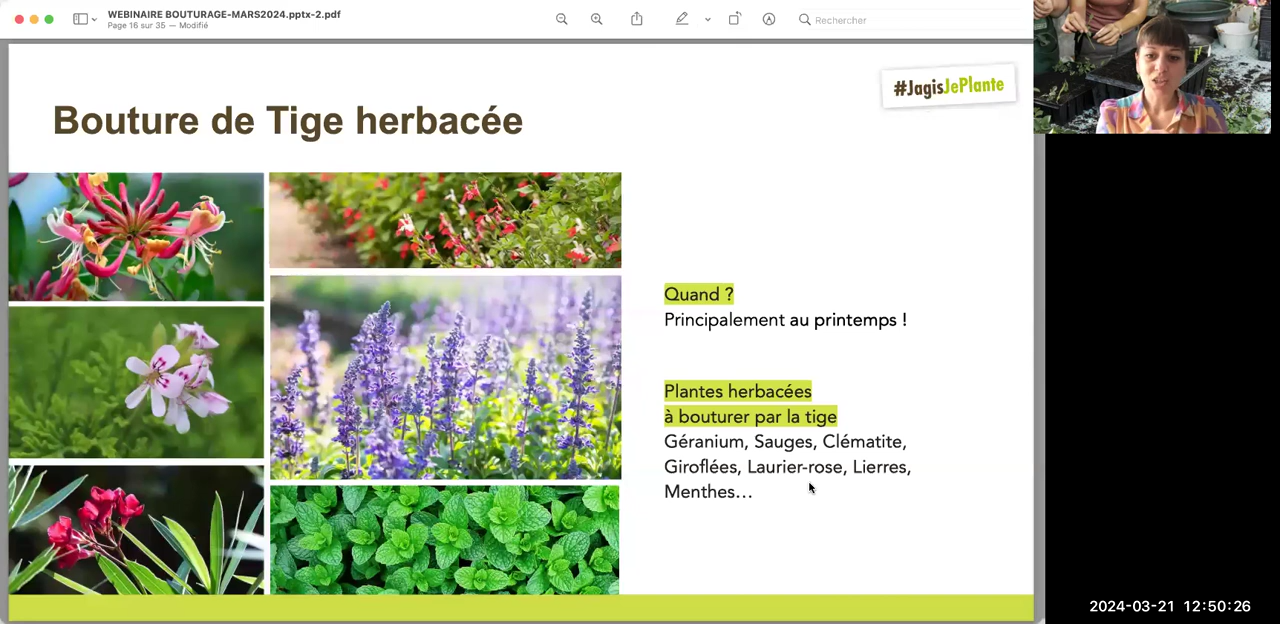 WEBINAIRE BOUTURAGE-MARS2024.pptx-2.pdf
Page 16 sur 35 — Modifié
Rechercher
#JagisJePlante
Bouture de Tige herbacée
Quand ?
Principalement au printemps !
Plantes herbacées
à bouturer par la tige
Géranium, Sauges, Clématite,
Giroflées, Laurier-rose, Lierres,
Menthes…
2024-03-21 12:50:26